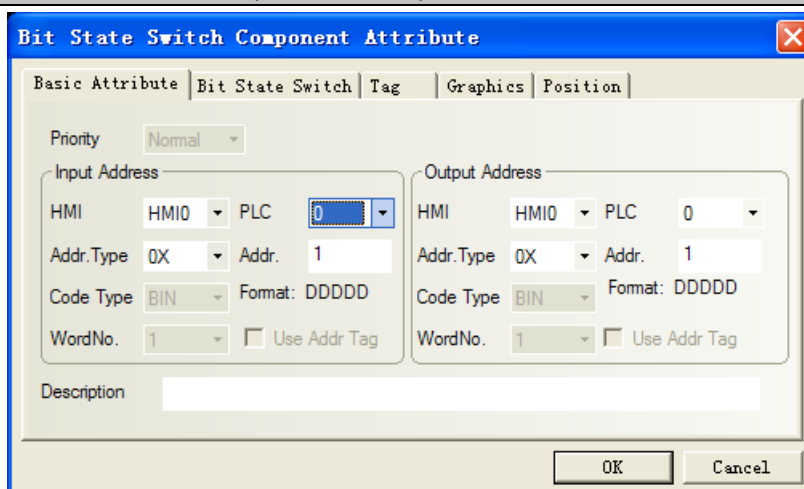 Bit State Switch Component Attribute
Basic Attribute Bit State Switch Tag Graphics Position
Priority Normal
Input Address
HMI HMI0 PLC 0
Addr.Type 0X Addr. 1
Code Type BIN Format: DDDDD
WordNo. 1 Use Addr Tag
Output Address
HMI HMI0 PLC 0
Addr.Type 0X Addr. 1
Code Type BIN Format: DDDDD
WordNo. 1 Use Addr Tag
Description
OK Cancel